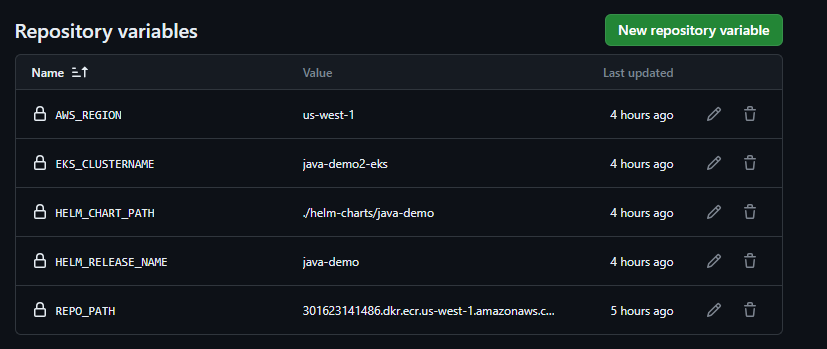 Repository variables
New repository variable
Name Value Last updated
AWS_REGION us-west-1 4 hours ago
EKS_CLUSTERNAME java-demo2-eks 4 hours ago
HELM_CHART_PATH ./helm-charts/java-demo 4 hours ago
HELM_RELEASE_NAME java-demo 4 hours ago
REPO_PATH 301623141486.dkr.ecr.us-west-1.amazonaws.c... 5 hours ago